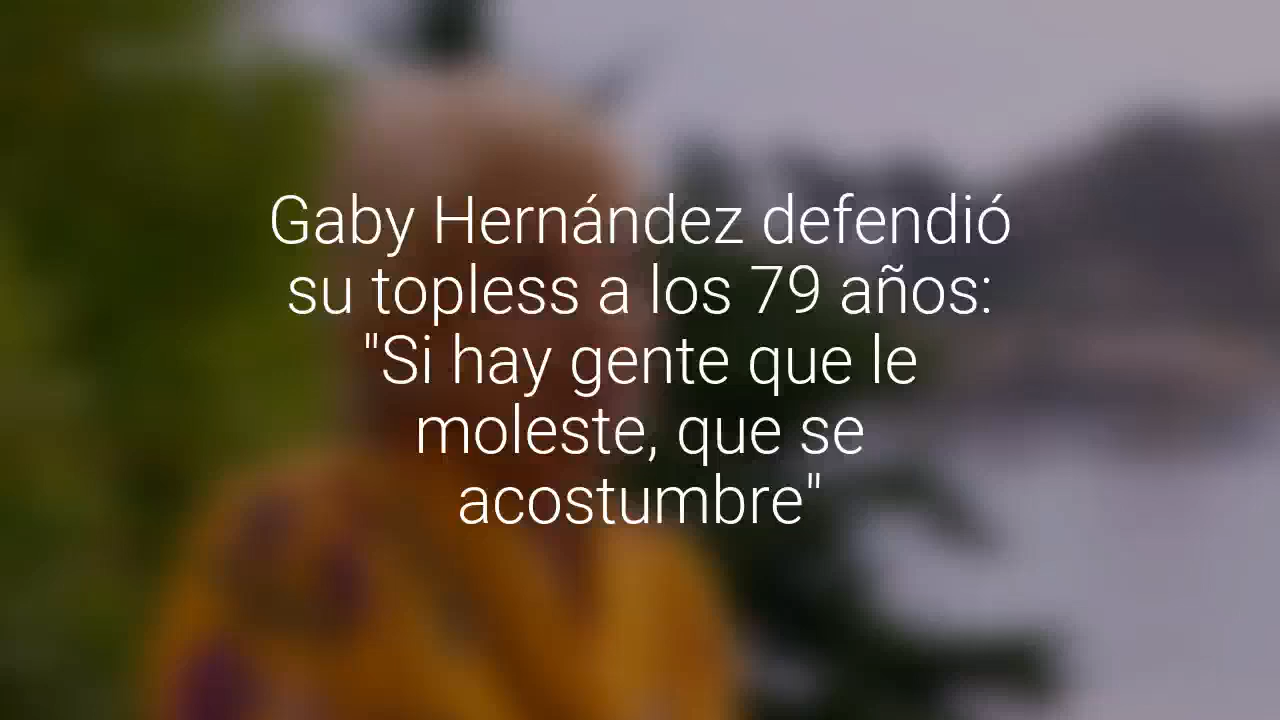 Gaby Hernández defendió
su topless a los 79 años:
"Si hay gente que le
moleste, que se
acostumbre"